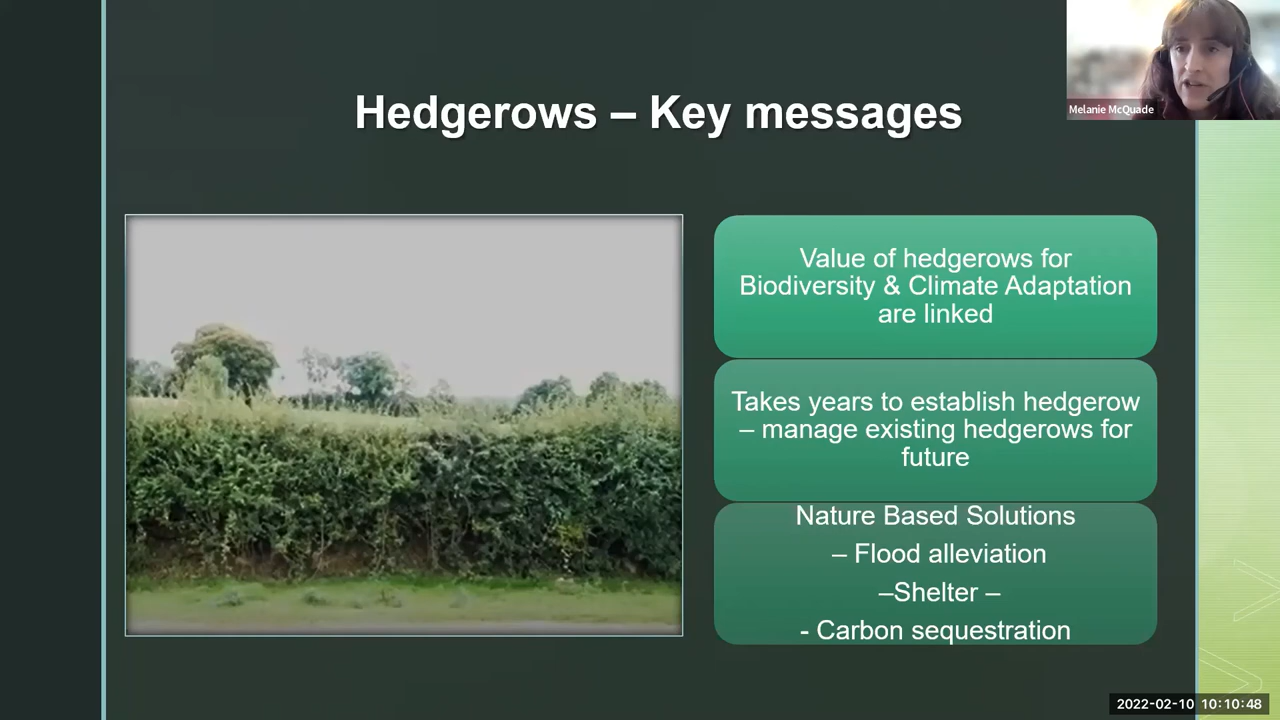 Melanie McQuade
Hedgerows – Key messages
Value of hedgerows for
Biodiversity & Climate Adaptation
are linked
Takes years to establish hedgerow
– manage existing hedgerows for
future
Nature Based Solutions
– Flood alleviation
–Shelter –
- Carbon sequestration
2022-02-10 10:10:48